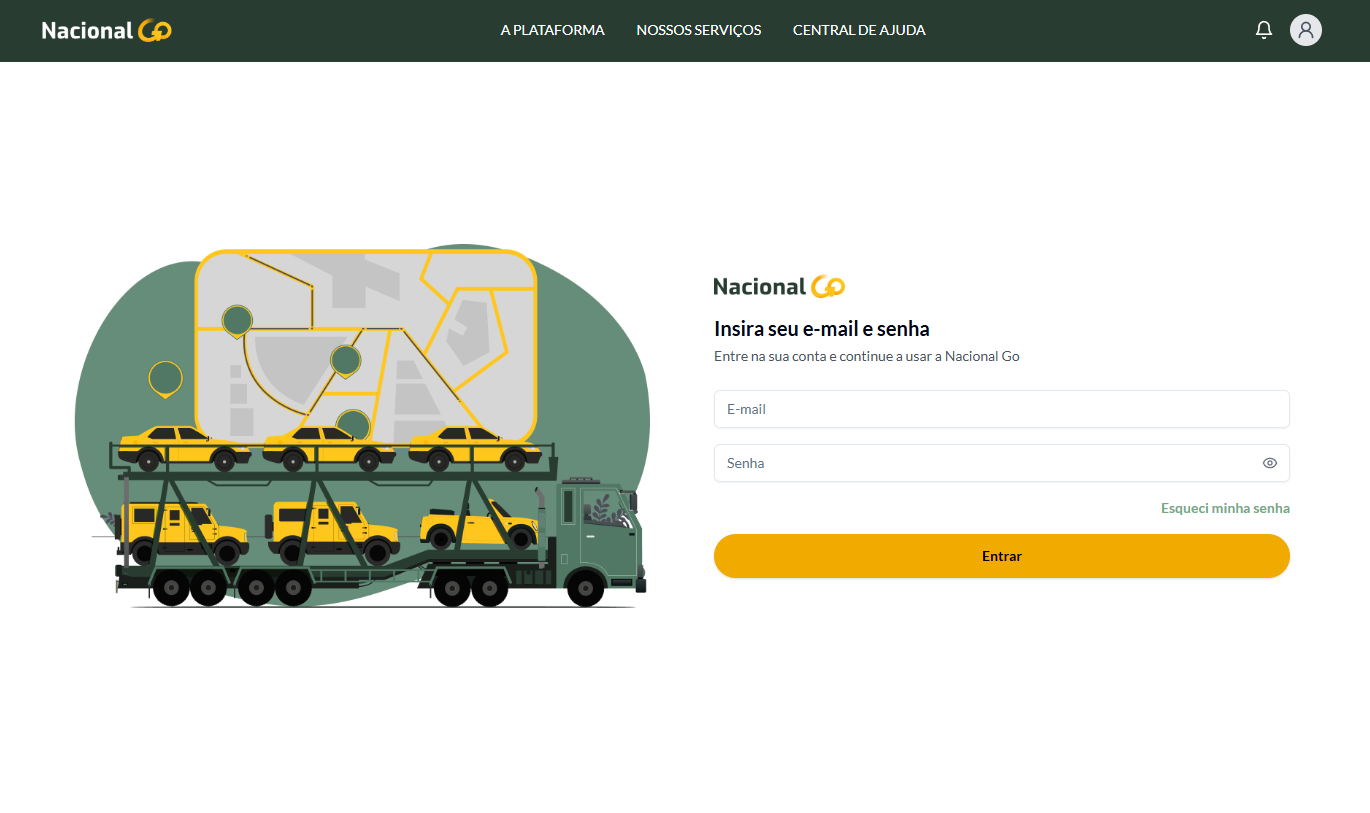 Nacional GO
A PLATAFORMA
NOSSOS SERVIÇOS
CENTRAL DE AJUDA
Nacional GO
Insira seu e-mail e senha
Entre na sua conta e continue a usar a Nacional Go
E-mail
Senha
Esqueci minha senha
Entrar